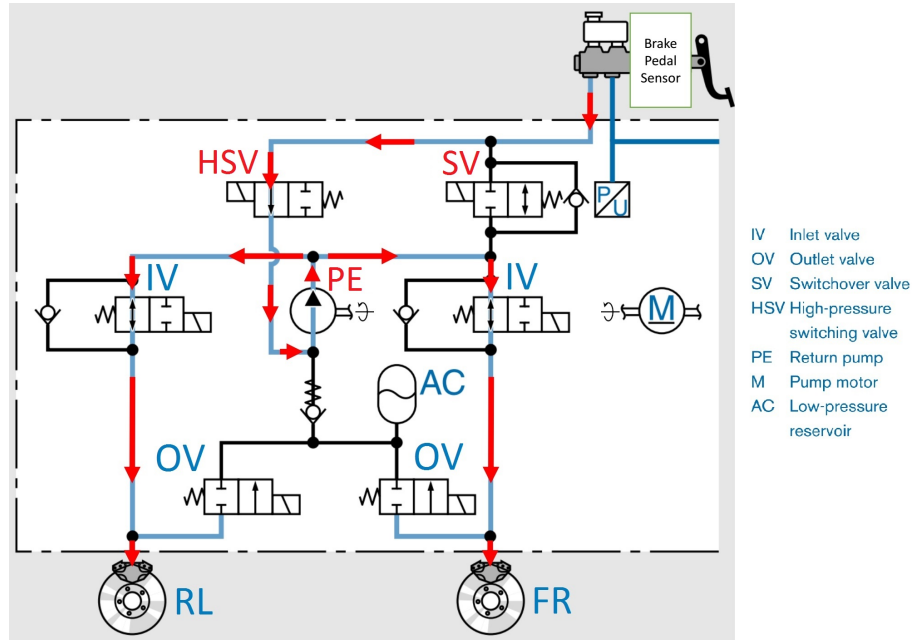 Brake
Pedal
Sensor
HSV
SV
P
U
IV
PE
IV
M
AC
OV
OV
RL
FR
IV Inlet valve
OV Outlet valve
SV Switchover valve
HSV High-pressure
switching valve
PE Return pump
M Pump motor
AC Low-pressure
reservoir